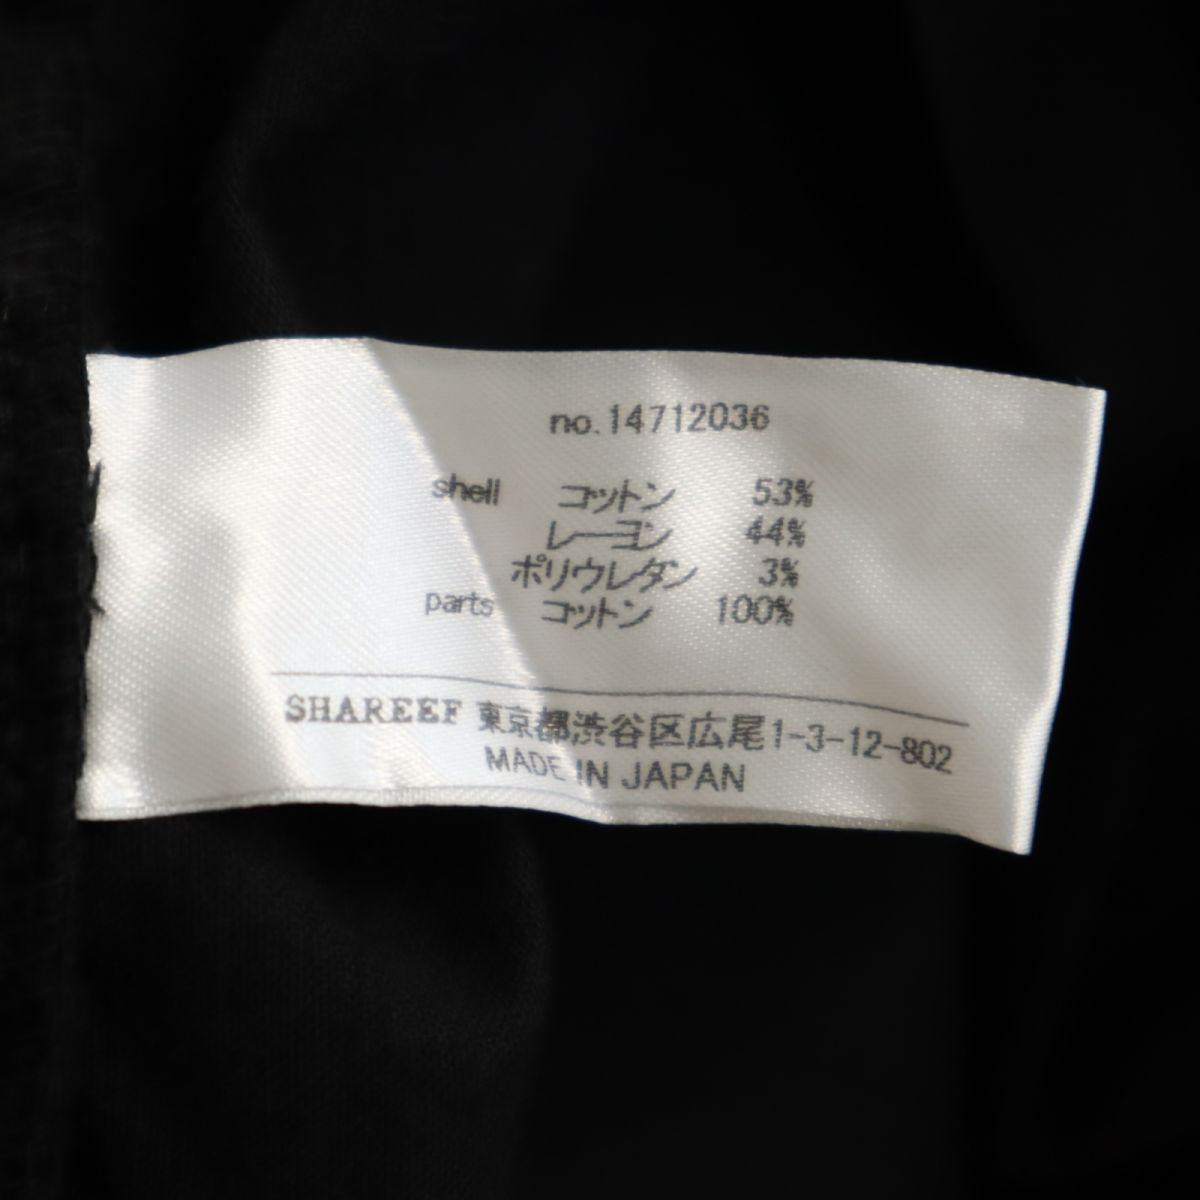 no.14712036
shell コットン 53%
レーヨン 44%
ポリウレタン 3%
parts コットン 100%
SHAREEF 東京都渋谷区広尾1-3-12-802
MADE IN JAPAN